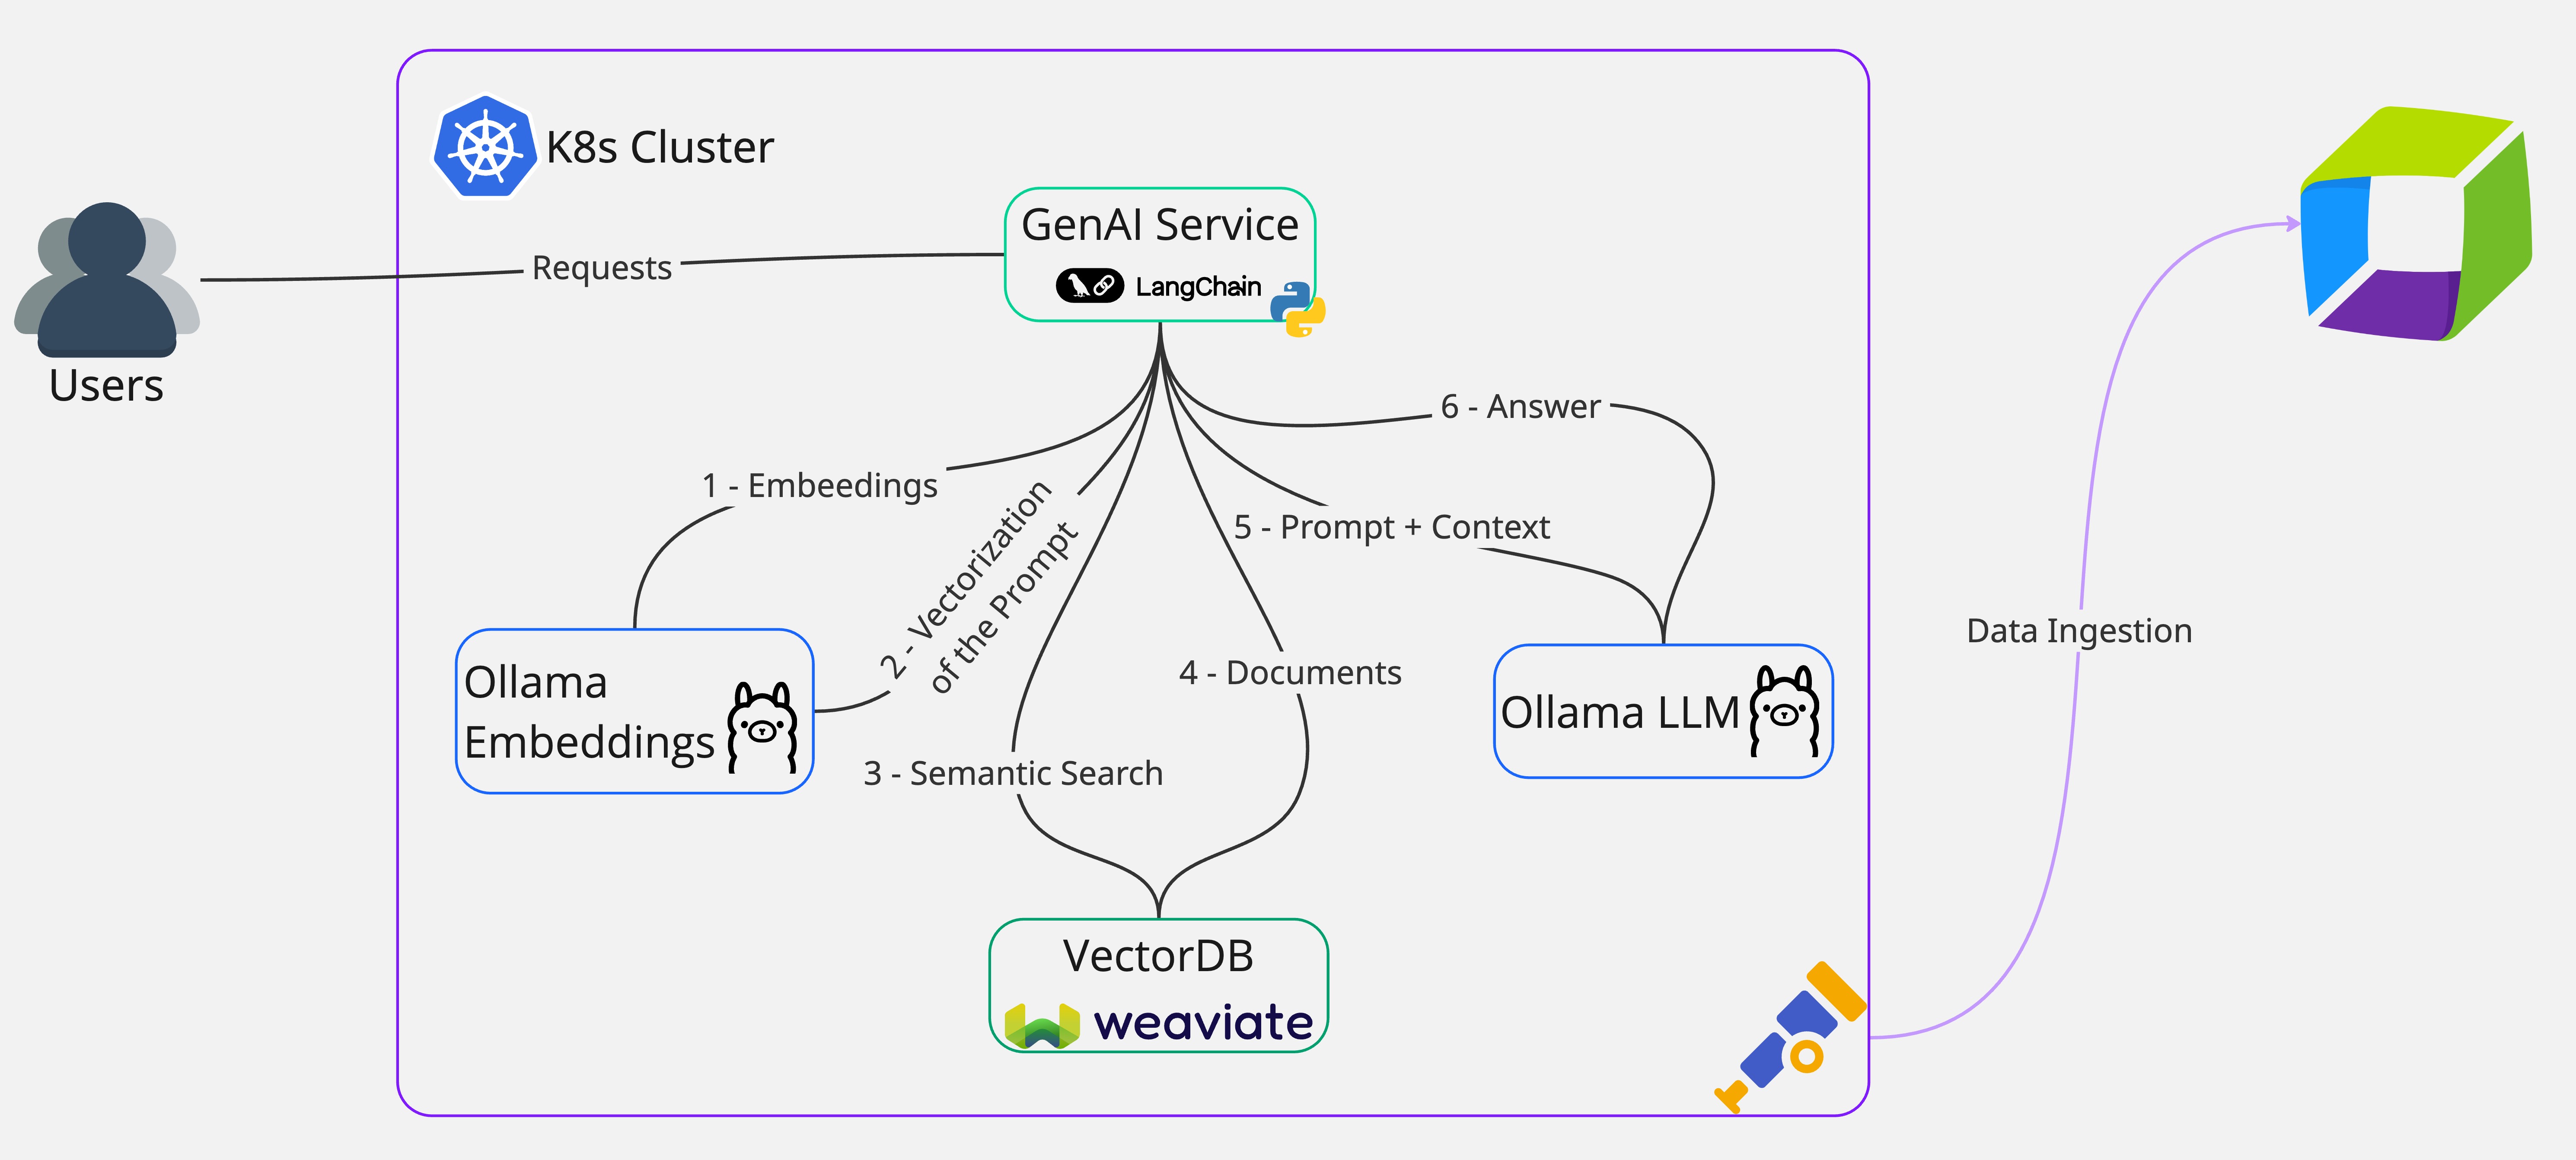 K8s Cluster
GenAI Service
LangChain
Requests
Users
6 - Answer
1 - Embeedings
2 - Vectorization
of the Prompt
5 - Prompt + Context
Data Ingestion
4 - Documents
Ollama
Embeddings
Ollama LLM
3 - Semantic Search
VectorDB
weaviate